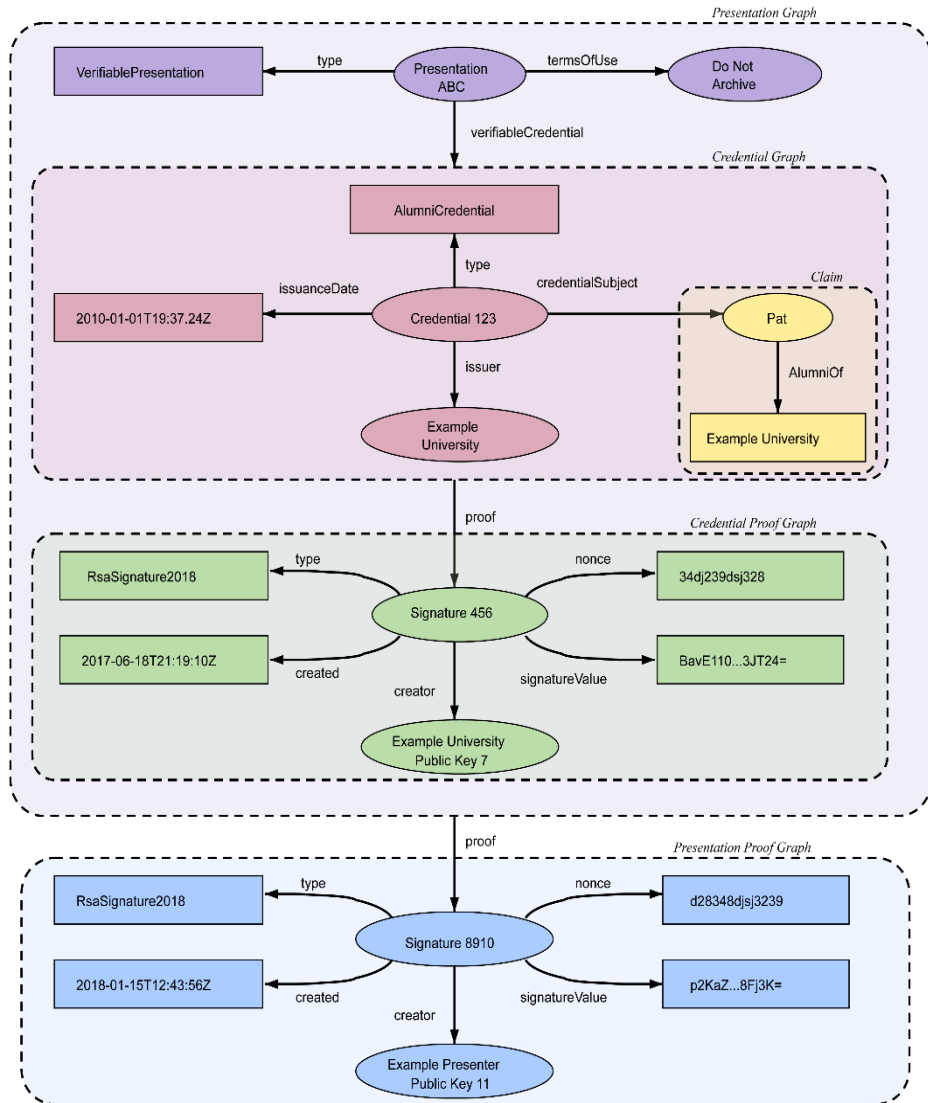 Presentation Graph
VerifiablePresentation
type
Presentation
ABC
termsOfUse
Do Not
Archive
verifiableCredential
Credential Graph
AlumniCredential
type
issuanceDate
credentialSubject
Claim
2010-01-01T19:37.24Z
Credential 123
Pat
issuer
AlumniOf
Example
University
Example University
proof
Credential Proof Graph
type
nonce
RsaSignature2018
34dj239dsj328
Signature 456
2017-06-18T21:19:10Z
BavE110...3JT24=
created
signatureValue
creator
Example University
Public Key 7
proof
Presentation Proof Graph
type
nonce
RsaSignature2018
d28348djsj3239
Signature 8910
2018-01-15T12:43:56Z
p2KaZ...8Fj3K=
created
signatureValue
creator
Example Presenter
Public Key 11